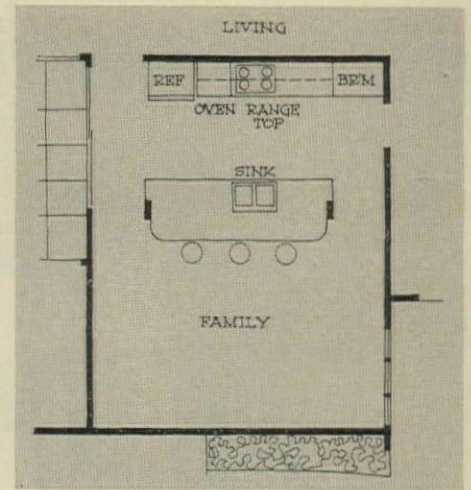 LIVING
REF
BR'M
OVEN RANGE
TOP
SINK
FAMILY